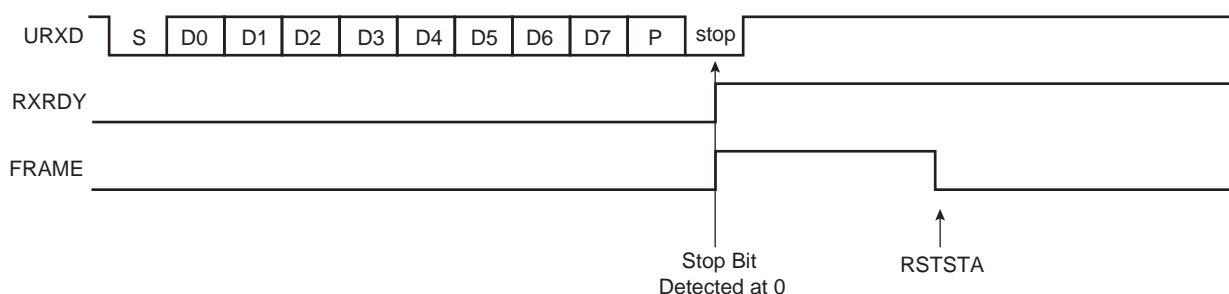 URXD S D0 D1 D2 D3 D4 D5 D6 D7 P stop
RXRDY
FRAME
Stop Bit
Detected at 0
RSTSTA